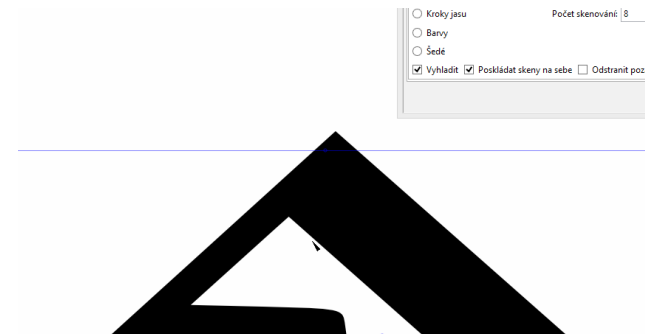 Kroky jasu Počet skenování: 8
Barvy
Šedé
Vyhladit Poskládat skeny na sebe Odstranit poz